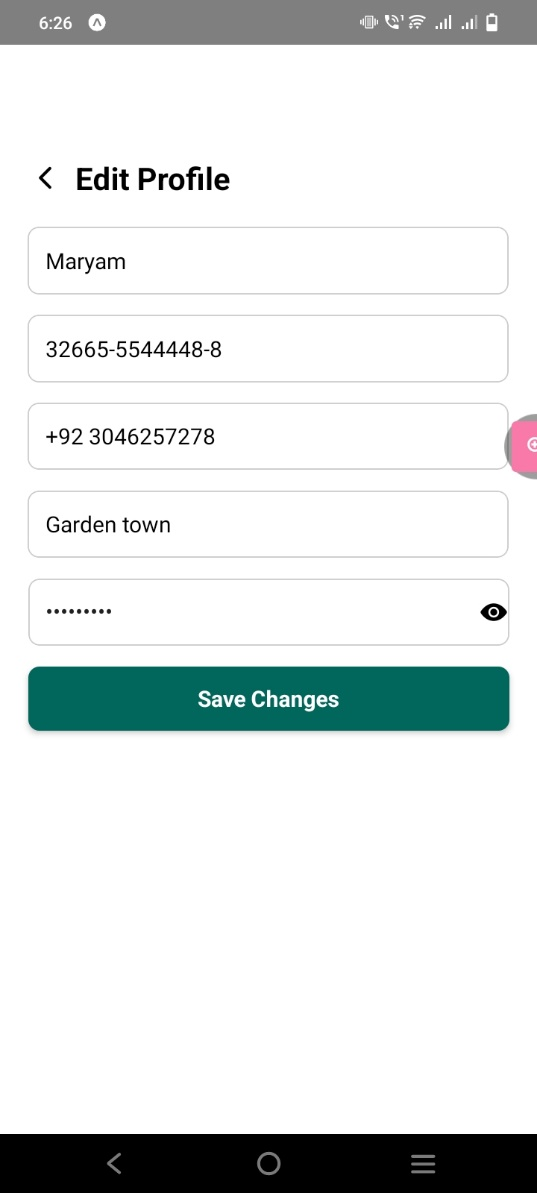 6:26
Edit Profile
Maryam
32665-5544448-8
+92 3046257278
Garden town
•••••••••
Save Changes